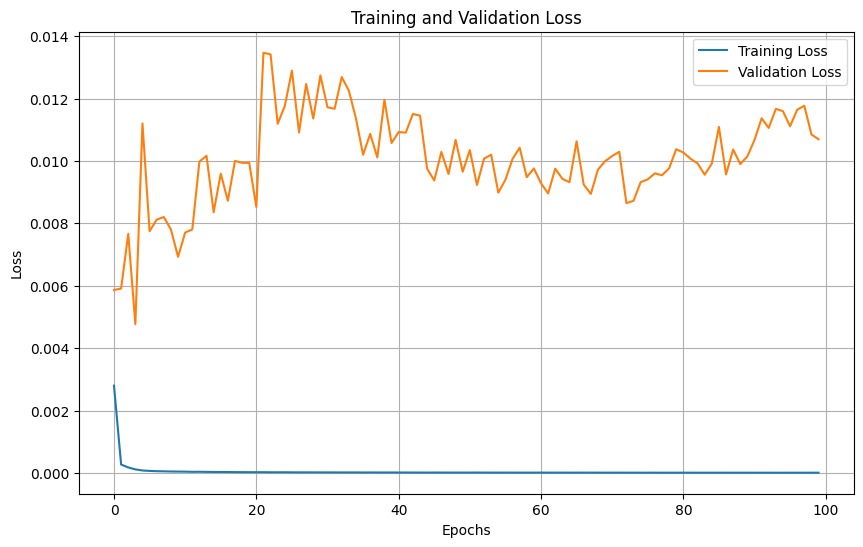 Training and Validation Loss
Training Loss
Validation Loss
Loss
0.014
0.012
0.010
0.008
0.006
0.004
0.002
0.000
0 20 40 60 80 100
Epochs